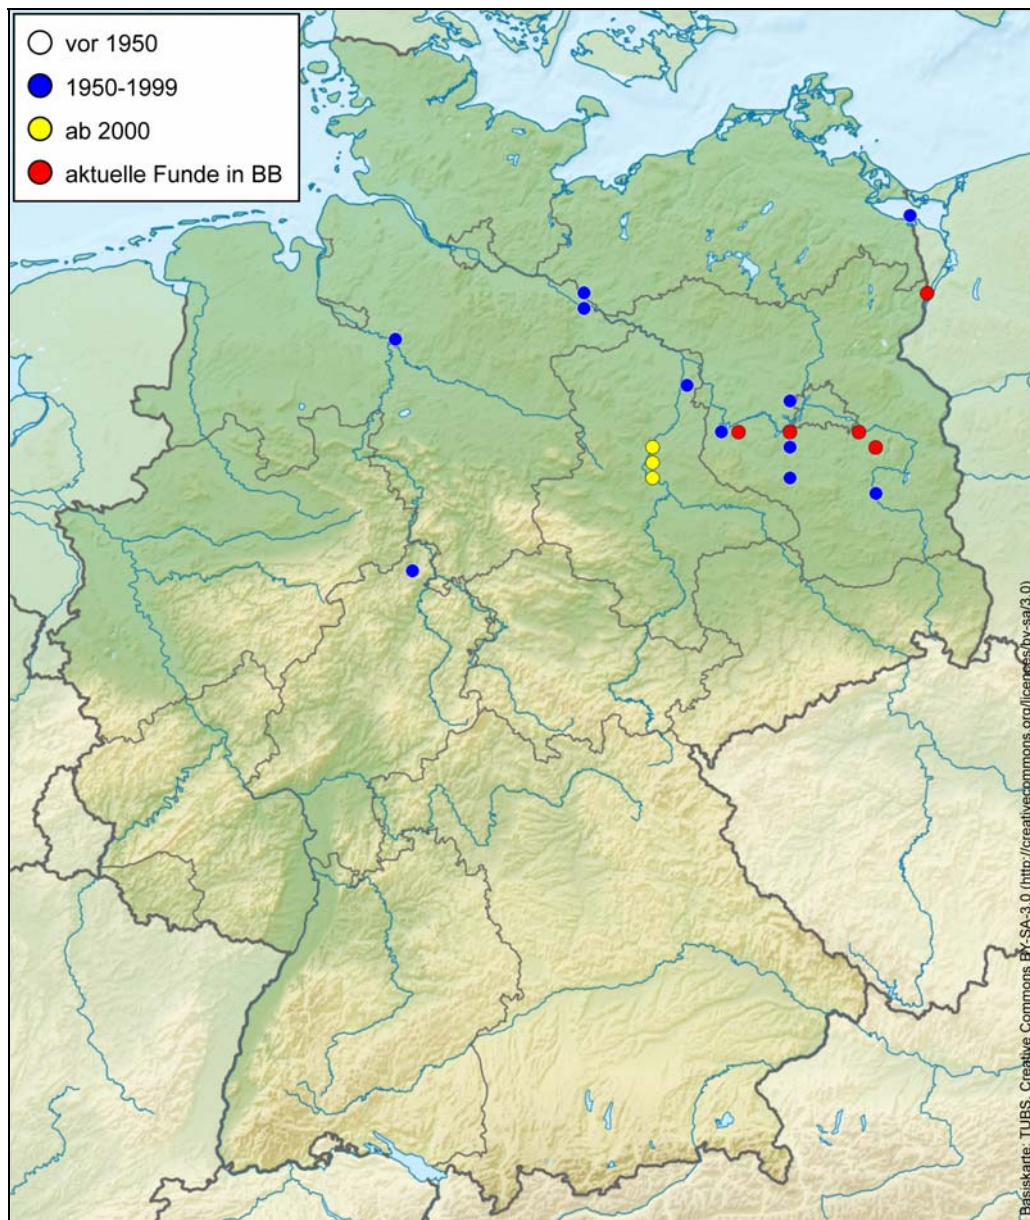 vor 1950
1950-1999
ab 2000
aktuelle Funde in BB
Basiskarte: TUBS, Creative Commons BY-SA-3.0 (http://creativecommons.org/licences/by-sa/3.0)